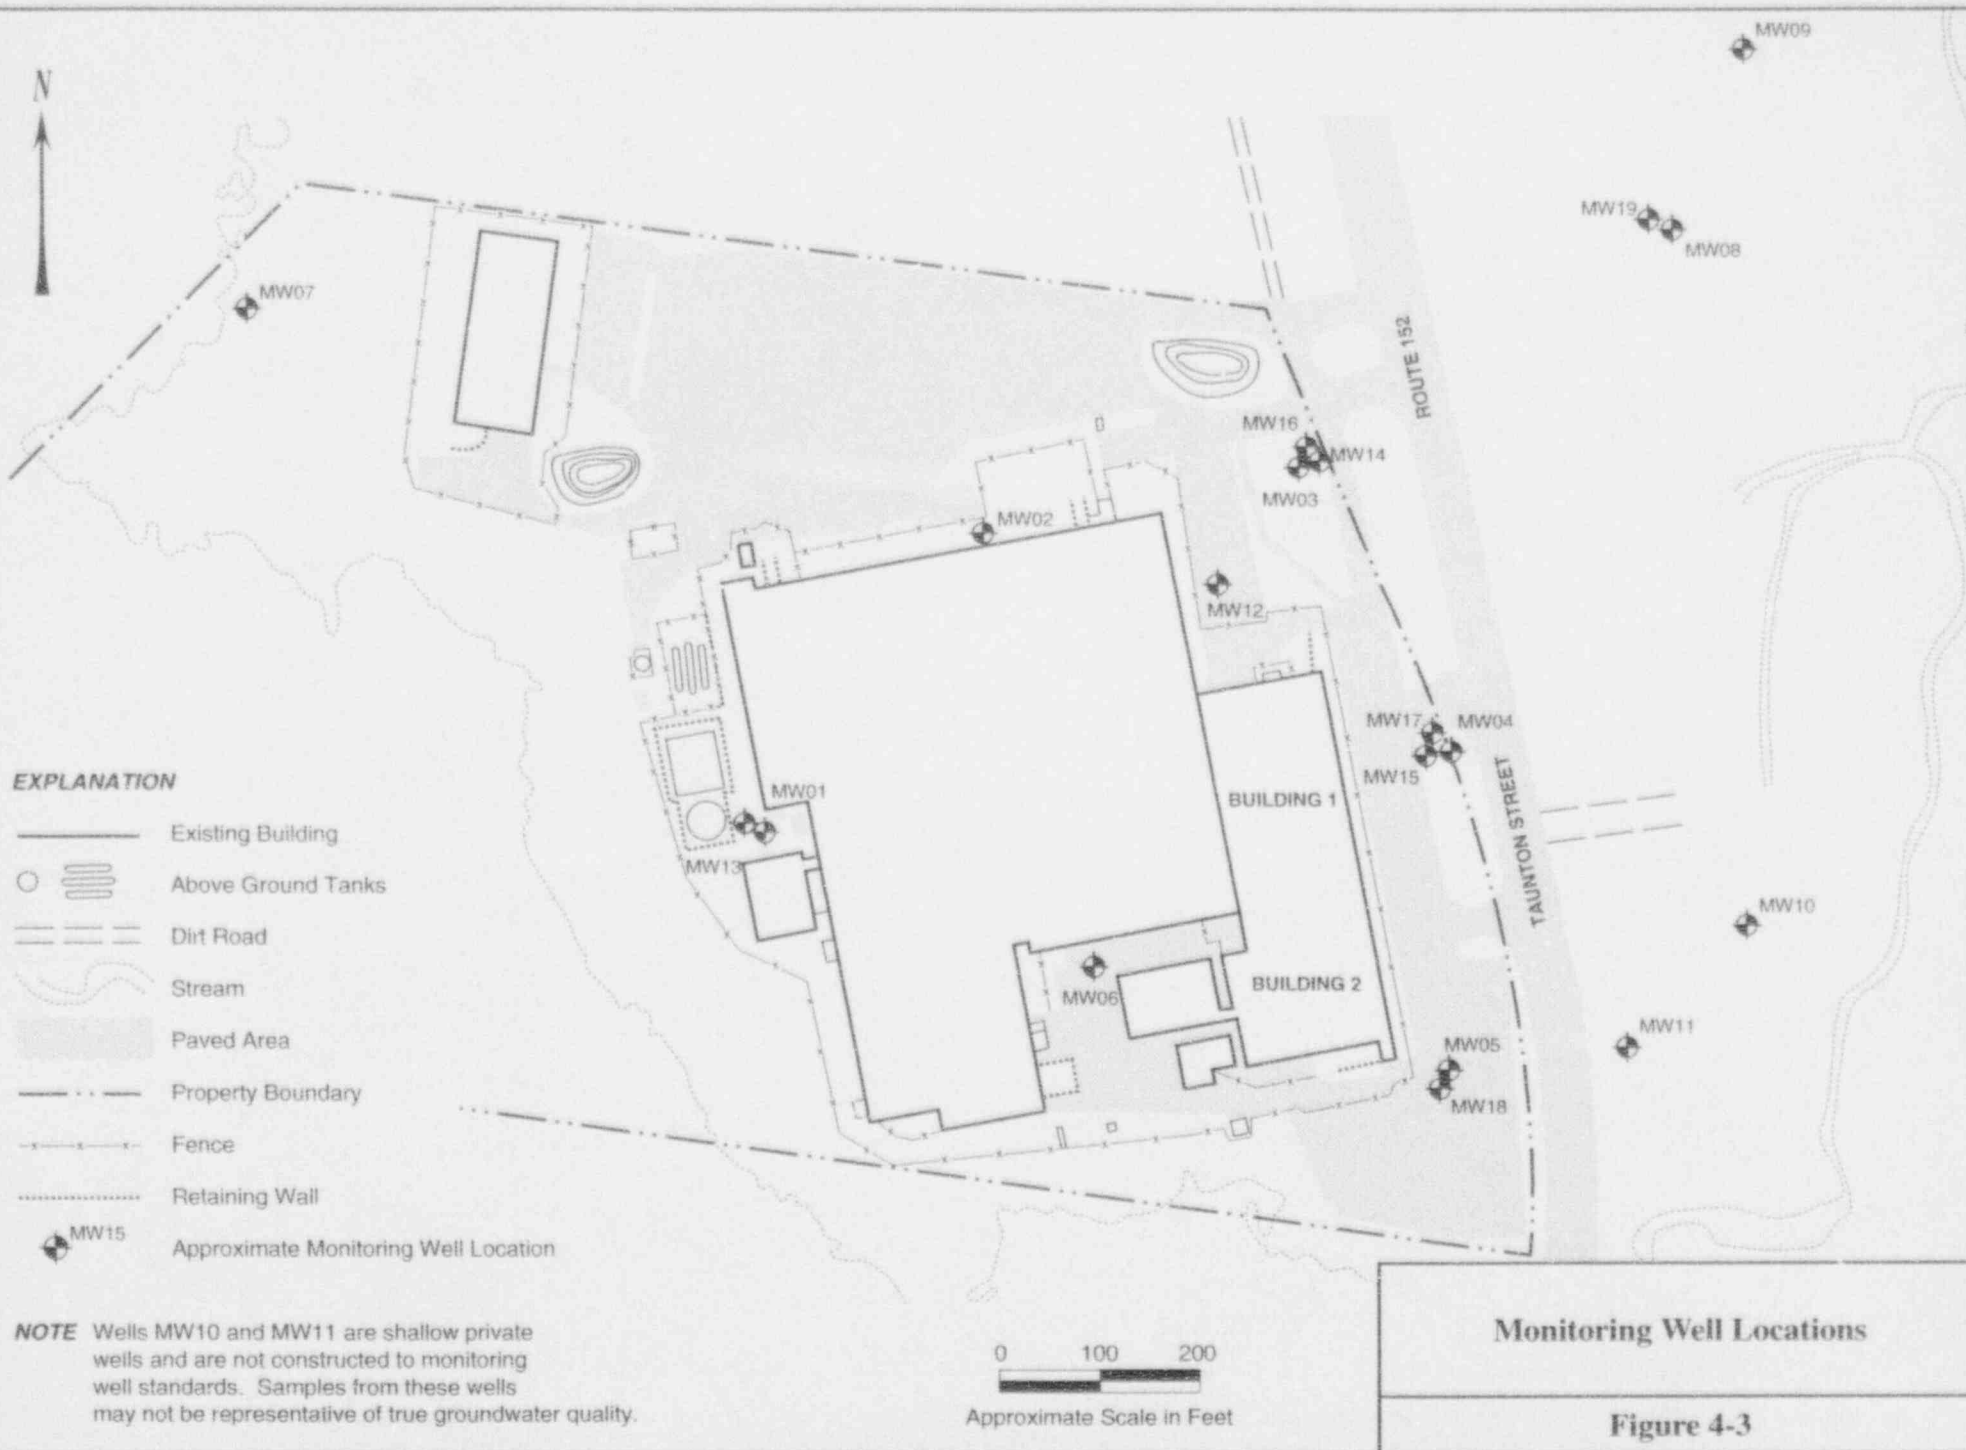 N
MW09
MW19
MW08
MW07
ROUTE 152
MW16
MW14
MW03
MW02
MW12
MW17
MW04
MW15
TAUNTON STREET
BUILDING 1
MW01
MW13
MW10
MW06
BUILDING 2
MW11
MW05
MW18
EXPLANATION
Existing Building
Above Ground Tanks
Dirt Road
Stream
Paved Area
Property Boundary
Fence
Retaining Wall
MW15
Approximate Monitoring Well Location
NOTE Wells MW10 and MW11 are shallow private
wells and are not constructed to monitoring
well standards. Samples from these wells
may not be representative of true groundwater quality.
0 100 200
Approximate Scale in Feet
Monitoring Well Locations
Figure 4-3